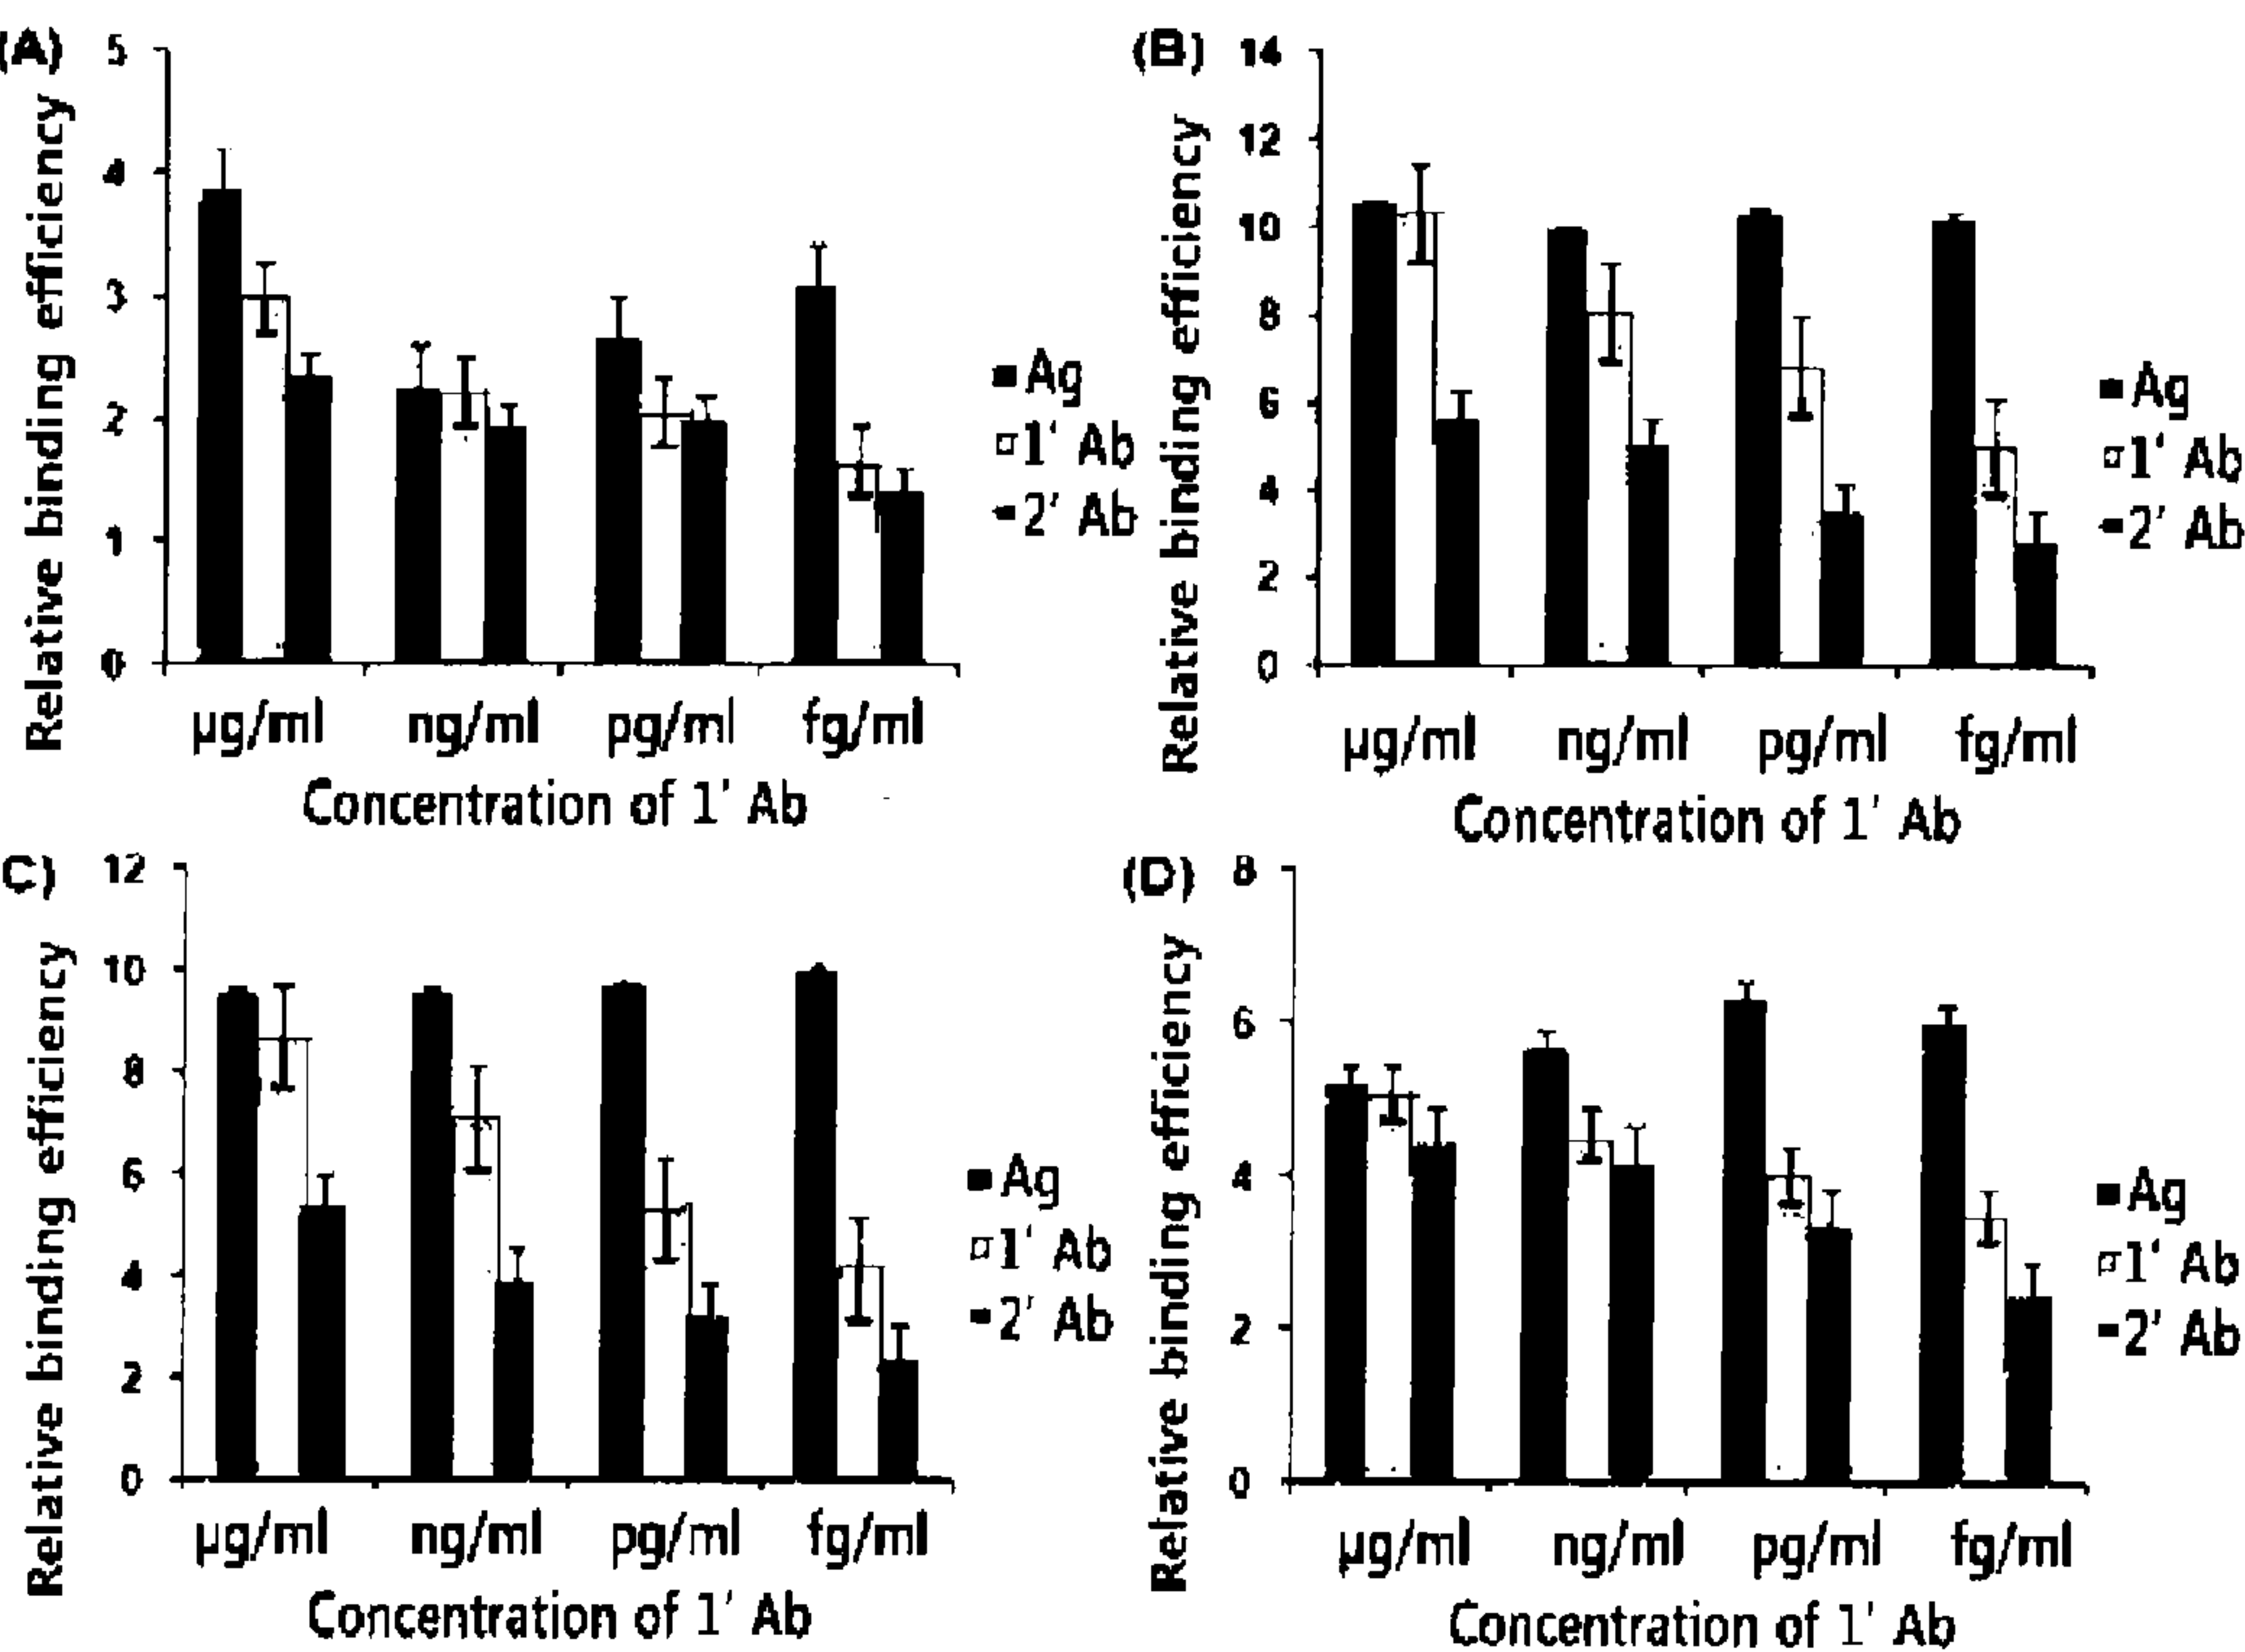 (A)
Relative binding efficiency
5
4
3
2
1
0
µg/ml ng/ml pg/ml fg/ml
Concentration of 1' Ab
Ag
1' Ab
2' Ab
(B)
Relative binding efficiency
14
12
10
8
6
4
2
0
µg/ml ng/ml pg/ml fg/ml
Concentration of 1' Ab
Ag
1' Ab
2' Ab
C)
Relative binding efficiency
12
10
8
6
4
2
0
µg/ml ng/ml pg/ml fg/ml
Concentration of 1' Ab
Ag
1' Ab
2' Ab
(D)
Relative binding efficiency
8
6
4
2
0
µg/ml ng/ml pg/ml fg/ml
Concentration of 1' Ab
Ag
1' Ab
2' Ab